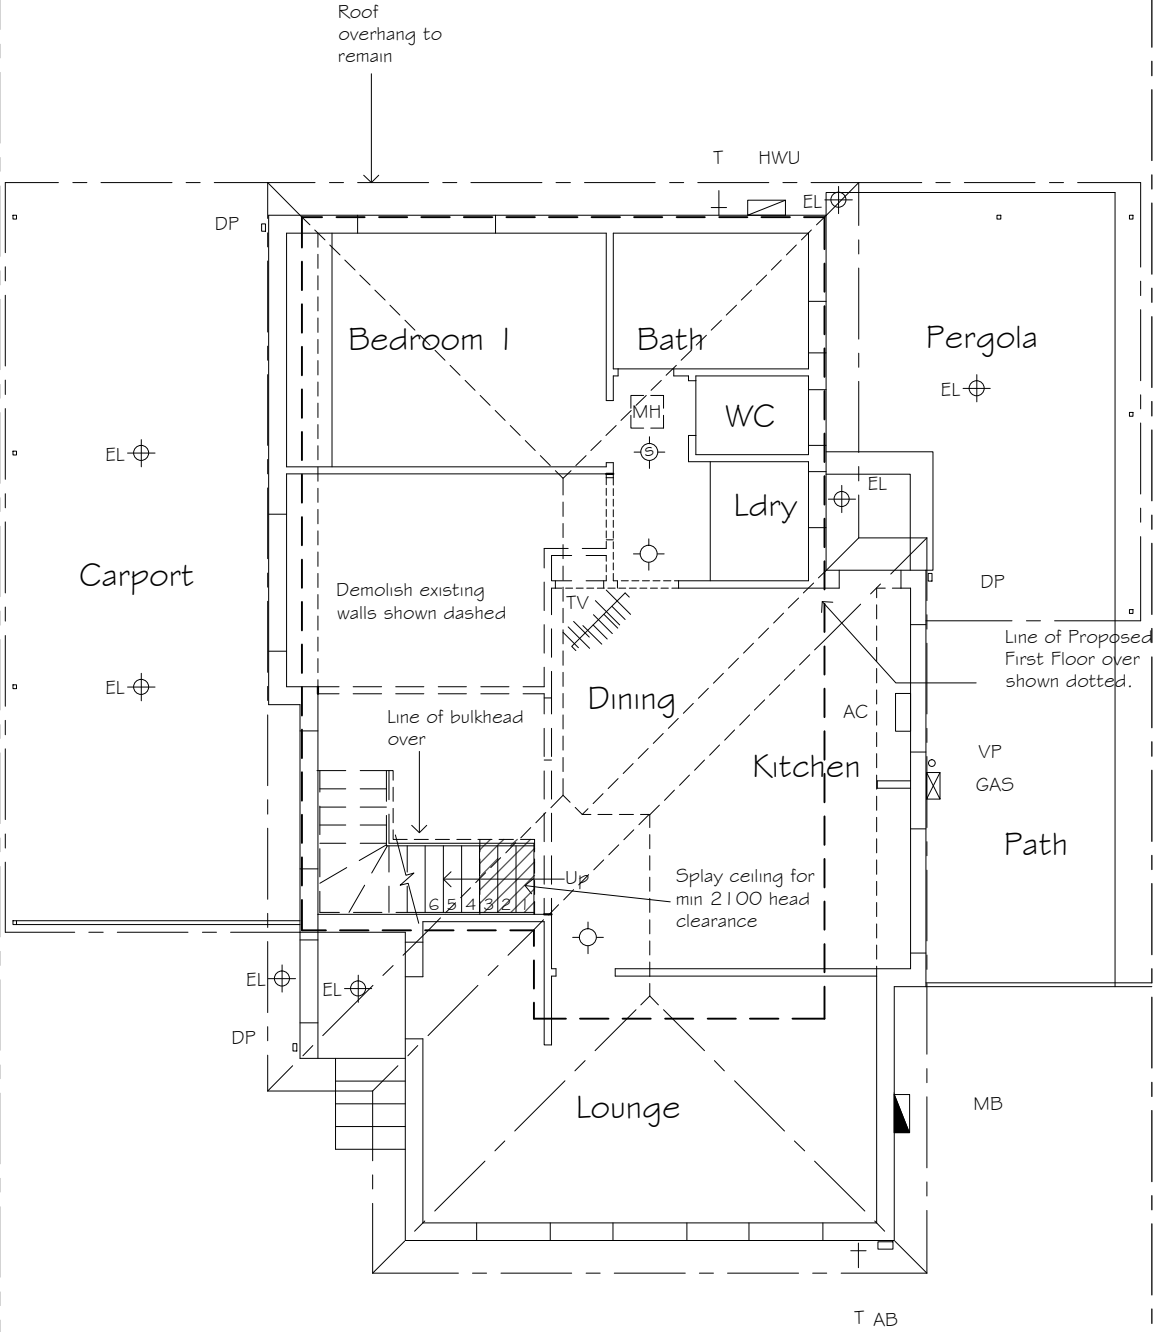 Roof
overhang to
remain
T
HWU
EL
DP
Bedroom 1
Bath
Pergola
EL
MH
WC
S
EL
EL
Ldry
Carport
Demolish existing
walls shown dashed
TV
DP
Line of Proposed
First Floor over
shown dotted.
EL
Dining
Line of bulkhead
over
AC
Kitchen
VP
GAS
Path
Up
6 5 4 3 2 1
Splay ceiling for
min 2100 head
clearance
EL
EL
DP
Lounge
MB
T AB